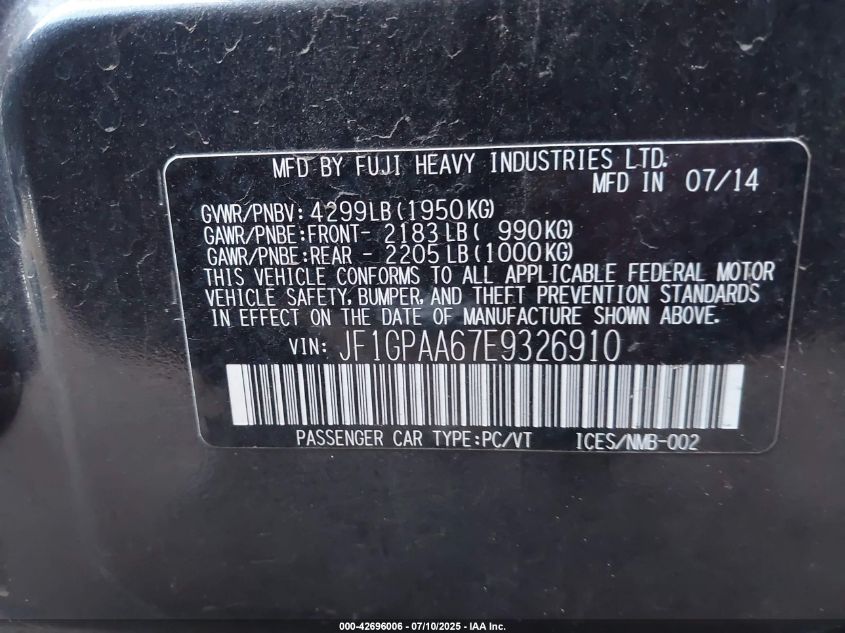 MFD BY FUJI HEAVY INDUSTRIES LTD.
MFD IN 07/14
GVWR/PNBV: 4299LB(1950KG)
GAWR/PNBE:FRONT- 2183LB( 990KG)
GAWR/PNBE:REAR - 2205LB(1000KG)
THIS VEHICLE CONFORMS TO ALL APPLICABLE FEDERAL MOTOR
VEHICLE SAFETY, BUMPER, AND THEFT PREVENTION STANDARDS
IN EFFECT ON THE DATE OF MANUFACTURE SHOWN ABOVE.
VIN: JF1GPAA67E9326910
PASSENGER CAR TYPE:PC/VT ICES/NMB-002
000-42696006 - 07/10/2025 - IAA Inc.